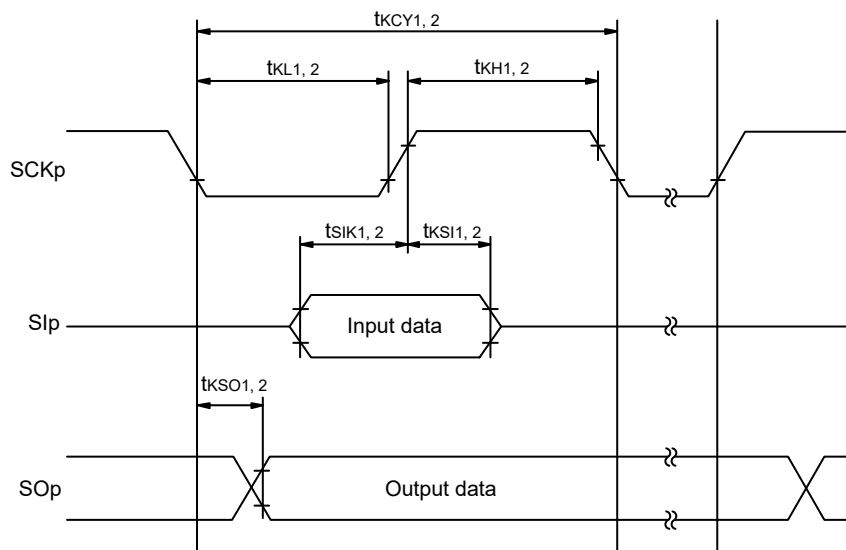 tKCY1, 2
tKL1, 2
tKH1, 2
SCKp
tSIK1, 2
tKSI1, 2
SIp
Input data
tKSO1, 2
SOp
Output data